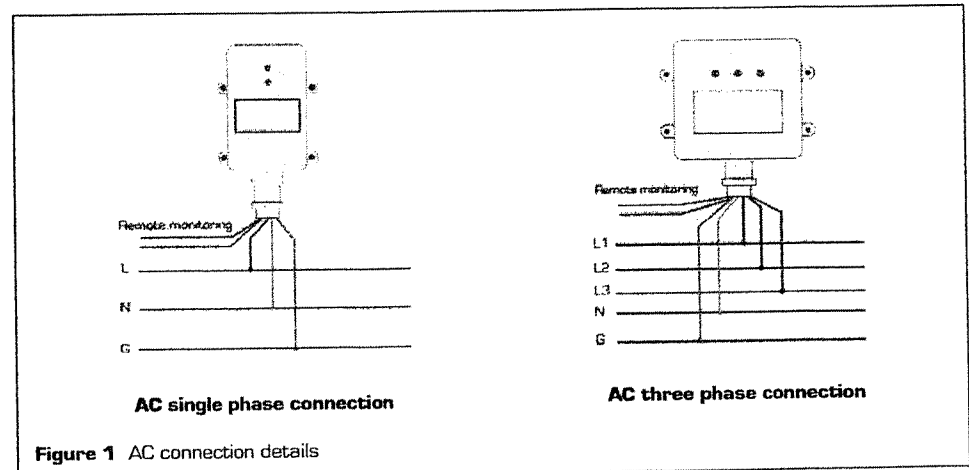 Remote monitoring
L
N
G
AC single phase connection
Remote monitoring
L1
L2
L3
N
G
AC three phase connection
Figure 1 AC connection details